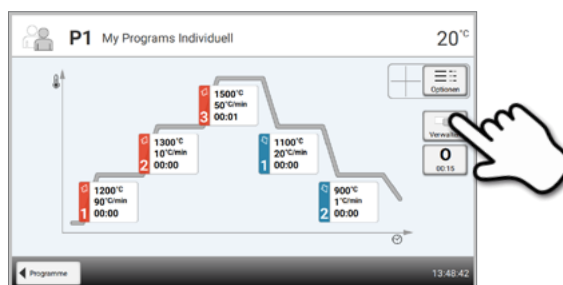 P1 My Programs Individuell
20°C
Optionen
3
1500°C
50°C/min
00:01
2
1300°C
10°C/min
00:00
1
1100°C
20°C/min
00:00
1
1200°C
90°C/min
00:00
2
900°C
1°C/min
00:00
O
00:15
Programme
13:48:42